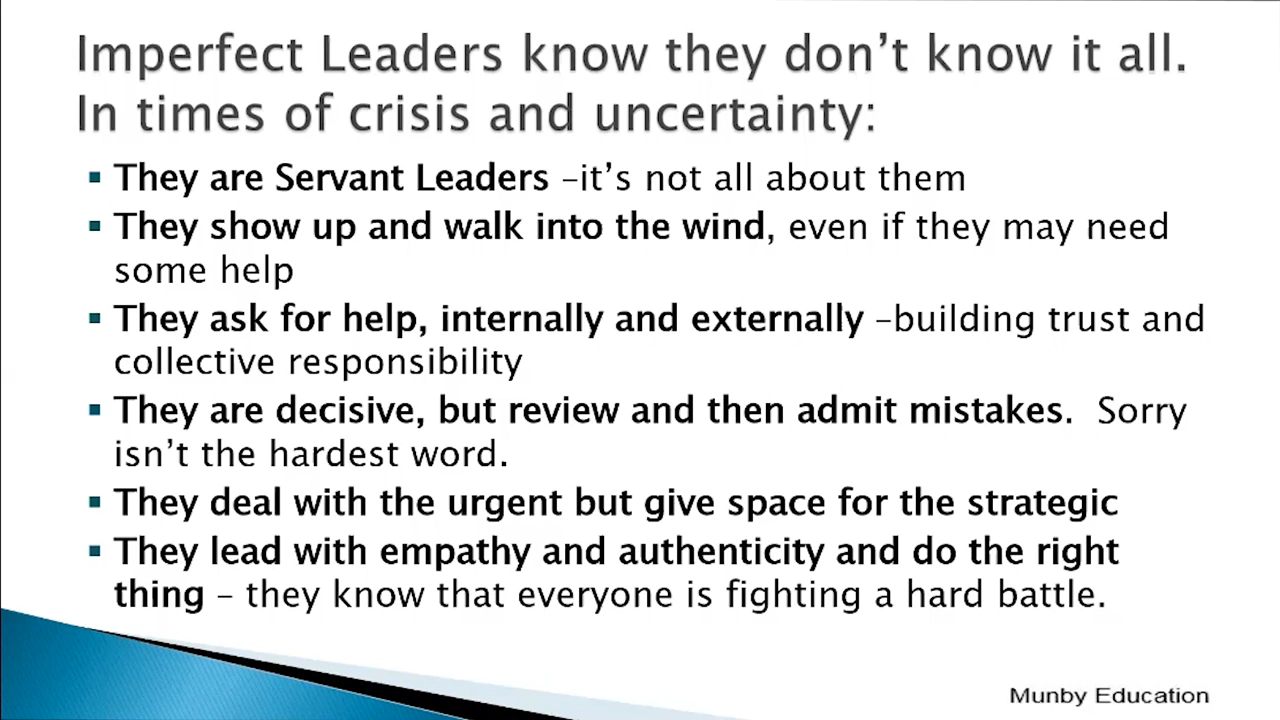 Imperfect Leaders know they don’t know it all.
In times of crisis and uncertainty:
▪ They are Servant Leaders –it’s not all about them
▪ They show up and walk into the wind, even if they may need
some help
▪ They ask for help, internally and externally –building trust and
collective responsibility
▪ They are decisive, but review and then admit mistakes.  Sorry
isn’t the hardest word.
▪ They deal with the urgent but give space for the strategic
▪ They lead with empathy and authenticity and do the right
thing – they know that everyone is fighting a hard battle.
Munby Education